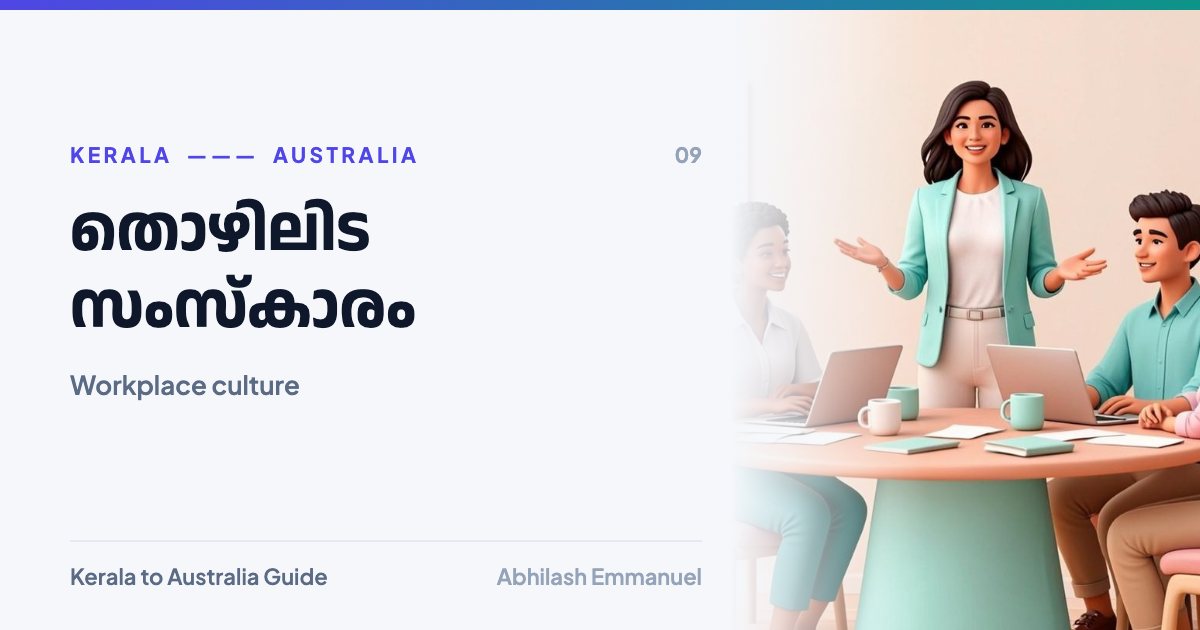 KERALA ——— AUSTRALIA 09
തൊഴിലിട
സംസ്കാരം
Workplace culture
Kerala to Australia Guide Abhilash Emmanuel